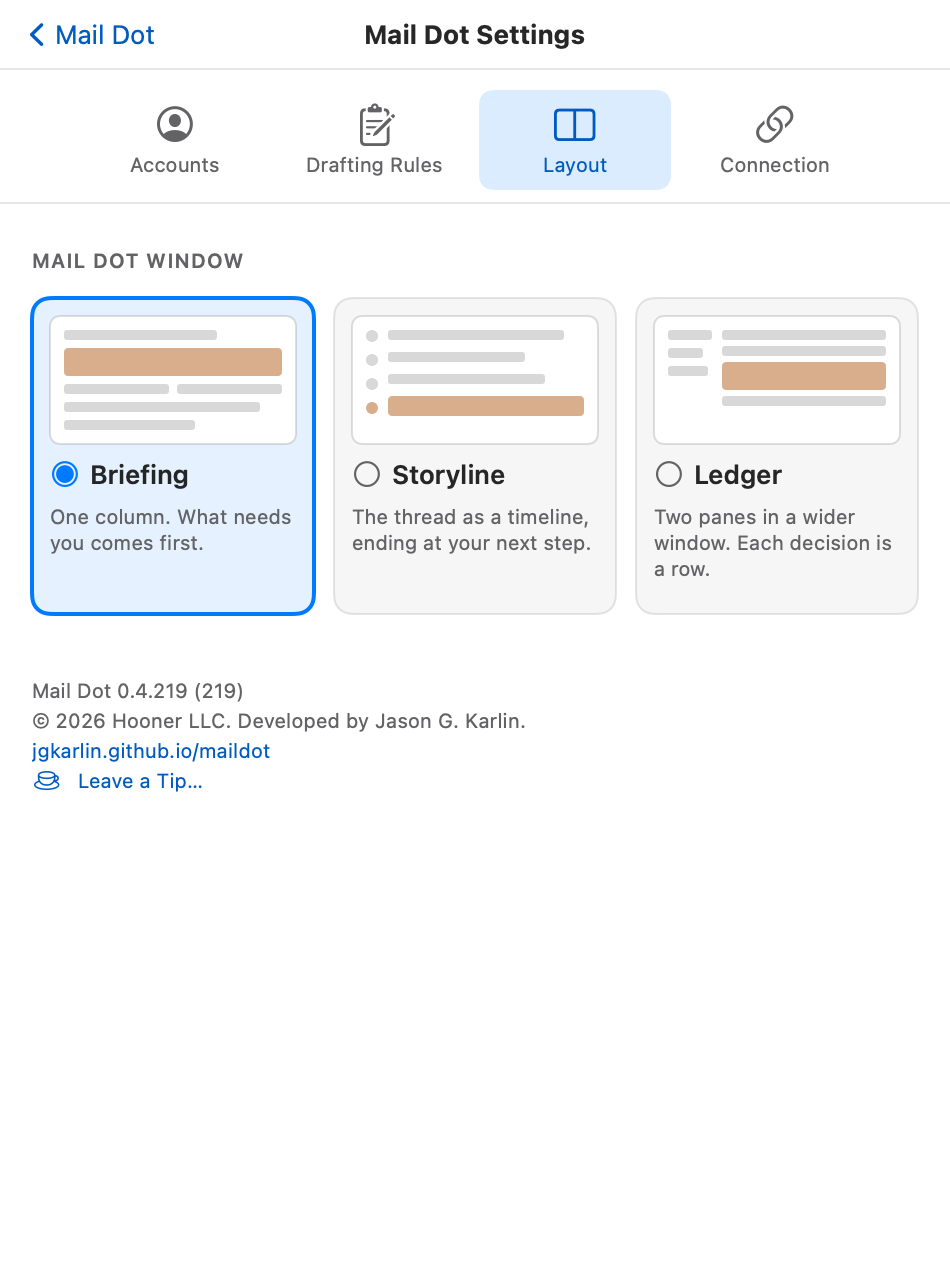 Mail Dot
Mail Dot Settings
Accounts
Drafting Rules
Layout
Connection
MAIL DOT WINDOW
Briefing
One column. What needs
you comes first.
Storyline
The thread as a timeline,
ending at your next step.
Ledger
Two panes in a wider
window. Each decision is
a row.
Mail Dot 0.4.219 (219)
© 2026 Hooner LLC. Developed by Jason G. Karlin.
jgkarlin.github.io/maildot
Leave a Tip…